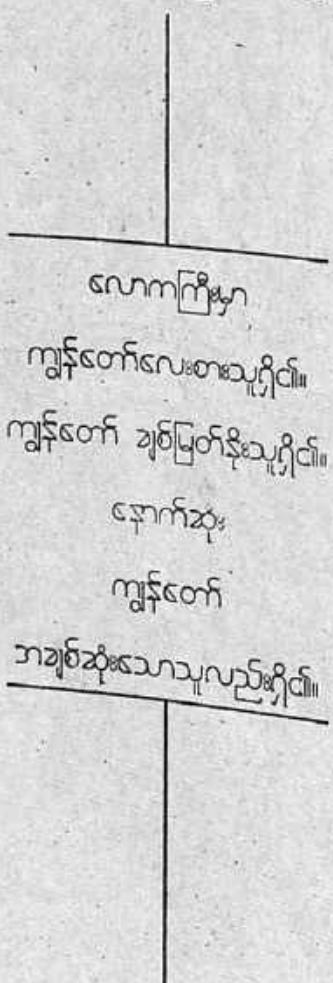 လောကကြီးမှာ
ကျွန်တော်လေးစားသူရှိ၏။
ကျွန်တော် ချစ်မြတ်နိုးသူရှိ၏။
နောက်ဆုံး
ကျွန်တော်
အချစ်ဆုံးသောသူလည်းရှိ၏။